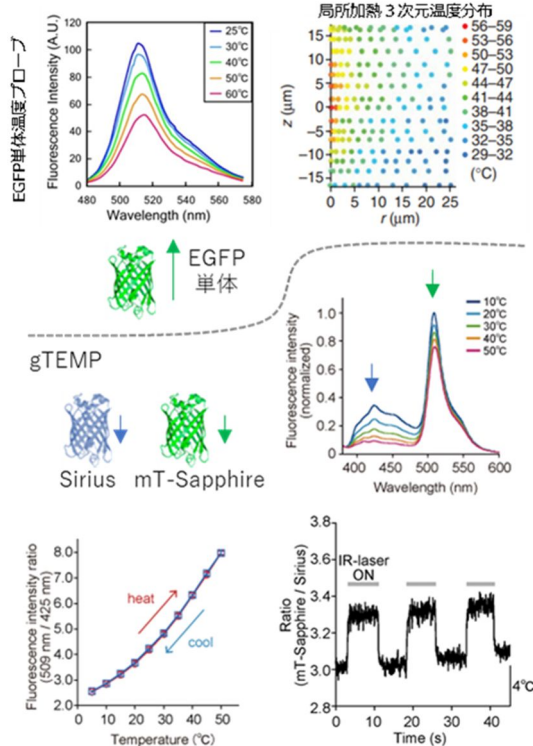 EGFP単体温度プローブ
Fluorescence Intensity (A.U.)
120
100
80
60
40
20
0
25℃
30℃
40℃
50℃
60℃
480 500 520 540 560 580
Wavelength (nm)
局所加熱３次元温度分布
z (μm)
15
10
5
0
−5
−10
−15
0 5 10 15 20 25
r (μm)
56–59
53–56
50–53
47–50
44–47
41–44
38–41
35–38
32–35
29–32
(℃)
EGFP
単体
gTEMP
Sirius
mT-Sapphire
Fluorescence intensity
(normalized)
1.0
0.8
0.6
0.4
0.2
0
10℃
20℃
30℃
40℃
50℃
400 450 500 550 600
Wavelength (nm)
Fluorescence intensity ratio
(509 nm / 425 nm)
8.0
7.0
6.0
5.0
4.0
3.0
2.0
heat
cool
0 10 20 30 40 50
Temperature (℃)
Ratio
(mT-Sapphire / Sirius)
3.8
3.6
3.4
3.2
3.0
2.8
IR-laser
ON
4℃
0 10 20 30 40
Time (s)